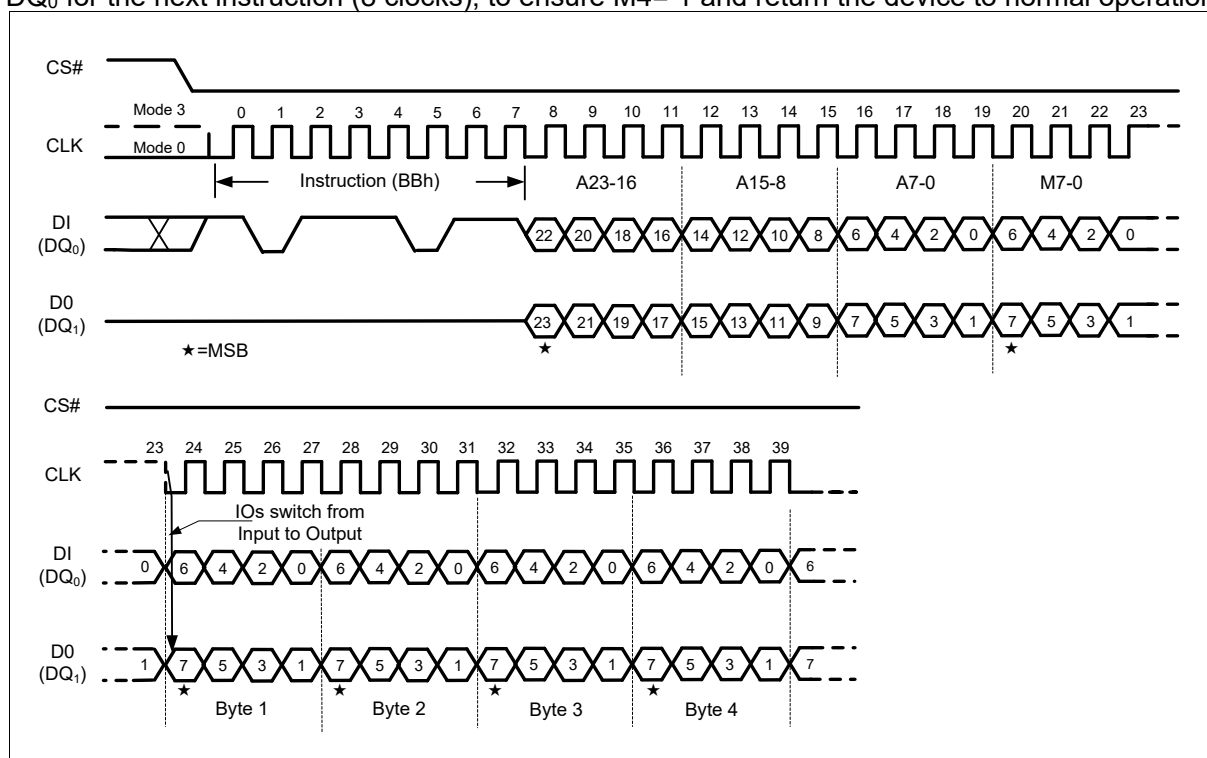 DQ₀ for the next instruction (8 clocks), to ensure M4= 1 and return the device to normal operation
CS#
Mode 3 0 1 2 3 4 5 6 7 8 9 10 11 12 13 14 15 16 17 18 19 20 21 22 23
CLK Mode 0
Instruction (BBh) A23-16 A15-8 A7-0 M7-0
DI
(DQ₀) 22 20 18 16 14 12 10 8 6 4 2 0 6 4 2 0
D0
(DQ₁) 23 21 19 17 15 13 11 9 7 5 3 1 7 5 3 1
★ ★
★=MSB
CS#
23 24 25 26 27 28 29 30 31 32 33 34 35 36 37 38 39
CLK
IOs switch from
Input to Output
DI
(DQ₀) 0 6 4 2 0 6 4 2 0 6 4 2 0 6 4 2 0 6
D0
(DQ₁) 1 7 5 3 1 7 5 3 1 7 5 3 1 7 5 3 1 7
★ ★ ★ ★
Byte 1 Byte 2 Byte 3 Byte 4